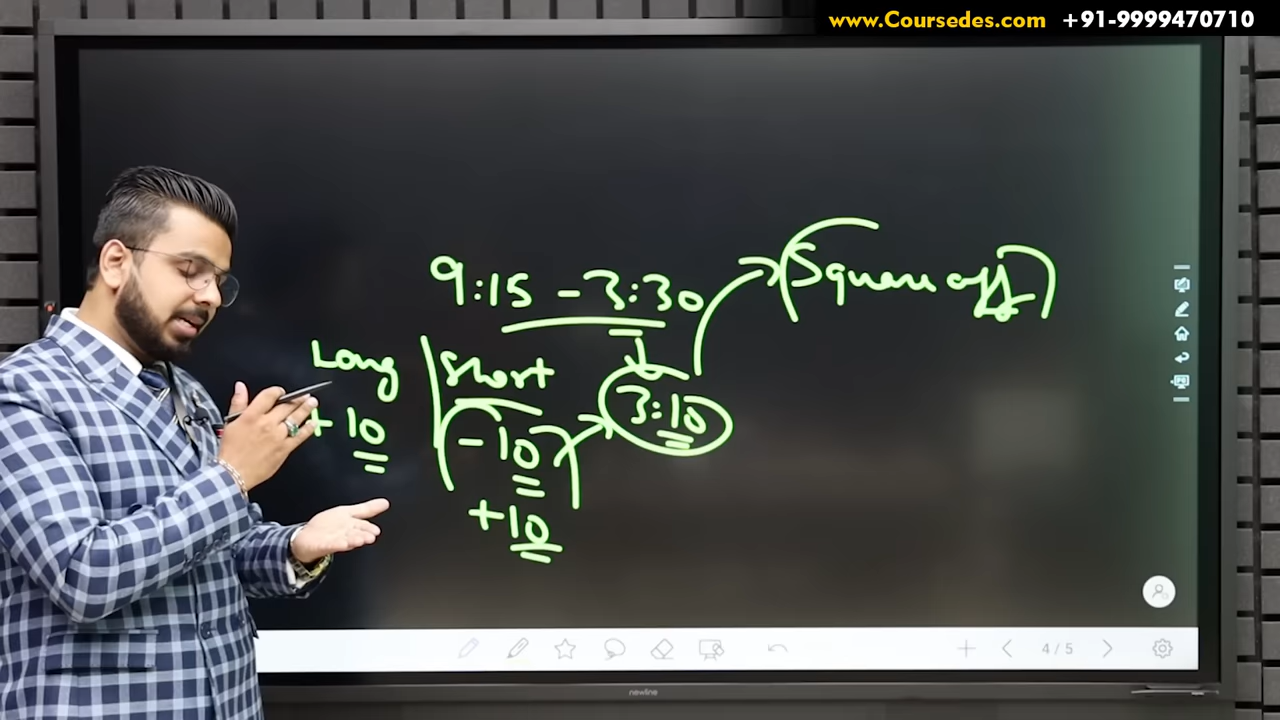 www.Coursedes.com +91-9999470710
9:15 - 3:30
Square off
Long
Short
3:10
+ 10
- 10
+10
4 / 5
newline